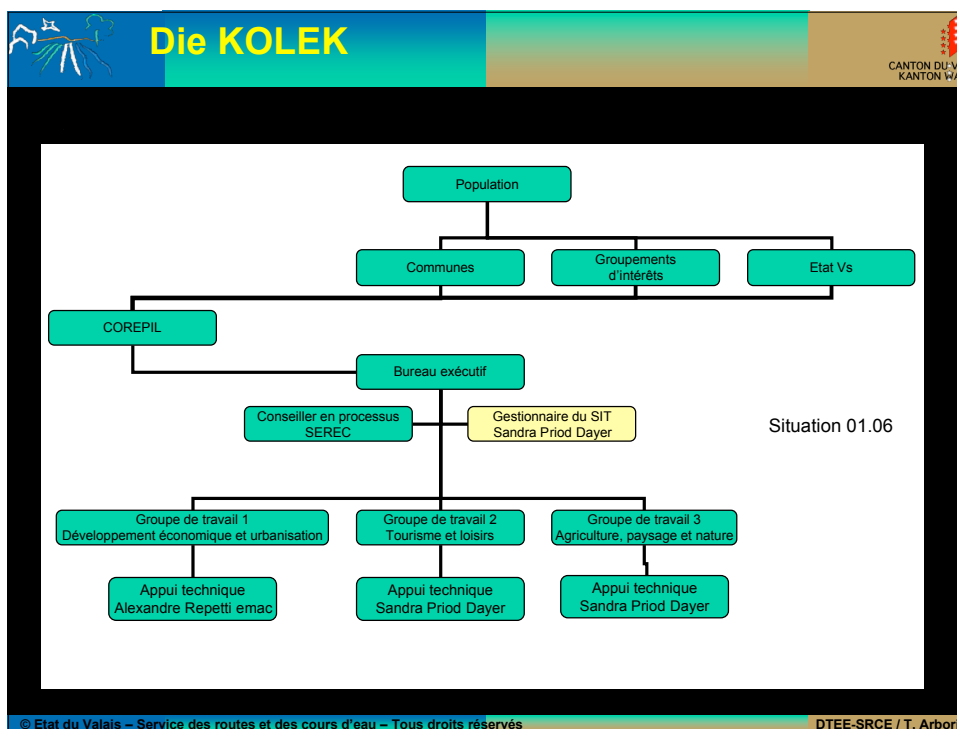 Die KOLEK
CANTON DU V
KANTON WA
Population
Communes
Groupements
d'intérêts
Etat Vs
COREPIL
Bureau exécutif
Conseiller en processus
SEREC
Gestionnaire du SIT
Sandra Priod Dayer
Situation 01.06
Groupe de travail 1
Développement économique et urbanisation
Groupe de travail 2
Tourisme et loisirs
Groupe de travail 3
Agriculture, paysage et nature
Appui technique
Alexandre Repetti emac
Appui technique
Sandra Priod Dayer
Appui technique
Sandra Priod Dayer
© Etat du Valais – Service des routes et des cours d'eau – Tous droits réservés
DTEE-SRCE / T. Arbori